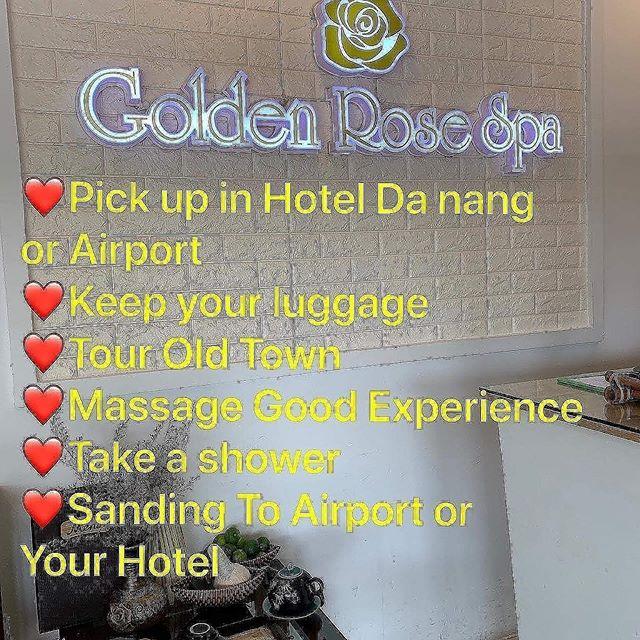 Golden Rose Spa
❤️Pick up in Hotel Da nang
or Airport
❤️Keep your luggage
❤️Tour Old Town
❤️Massage Good Experience
❤️Take a shower
❤️Sanding To Airport or
Your Hotel